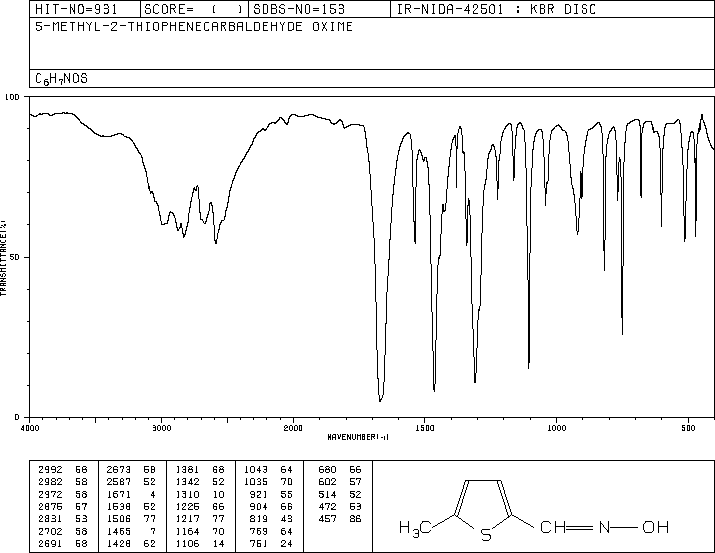 HIT-NO=931 SCORE= ( ) SDBS-NO=153 IR-NIDA-42501 : KBR DISC
5-METHYL-2-THIOPHENECARBALDEHYDE OXIME
C6H7NOS
100
50
0
TRANSMITTANCE(%)
4000 3000 2000 1500 1000 500
WAVENUMBER(-1)
2992 58 2673 58 1381 68 1043 64 680 66
2982 58 2587 52 1342 52 1035 70 602 57
2972 58 1671 4 1310 10 921 55 514 52
2875 57 1538 52 1225 66 904 66 472 53
2831 53 1506 77 1217 77 819 43 457 86
2702 58 1465 7 1164 70 769 64
2691 58 1428 62 1106 14 751 24
H3C S CH N OH